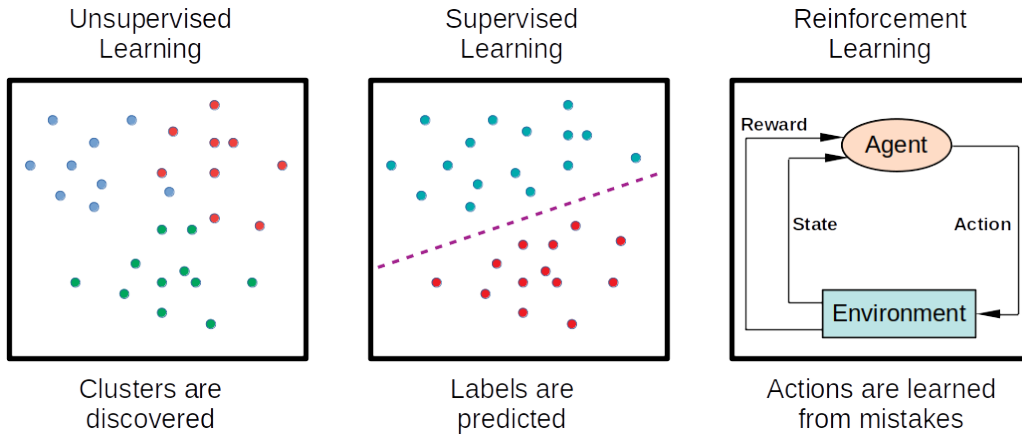 Unsupervised
Learning
Clusters are
discovered
Supervised
Learning
Labels are
predicted
Reinforcement
Learning
Reward
Agent
State
Action
Environment
Actions are learned
from mistakes